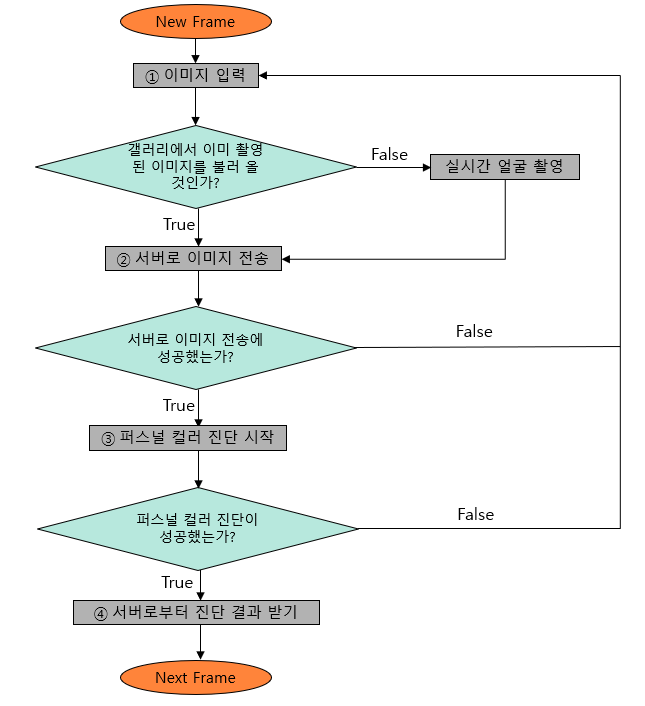 New Frame
① 이미지 입력
갤러리에서 이미 촬영
된 이미지를 불러 올
것인가?
False
실시간 얼굴 촬영
True
② 서버로 이미지 전송
서버로 이미지 전송에
성공했는가?
False
True
③ 퍼스널 컬러 진단 시작
퍼스널 컬러 진단이
성공했는가?
False
True
④ 서버로부터 진단 결과 받기
Next Frame